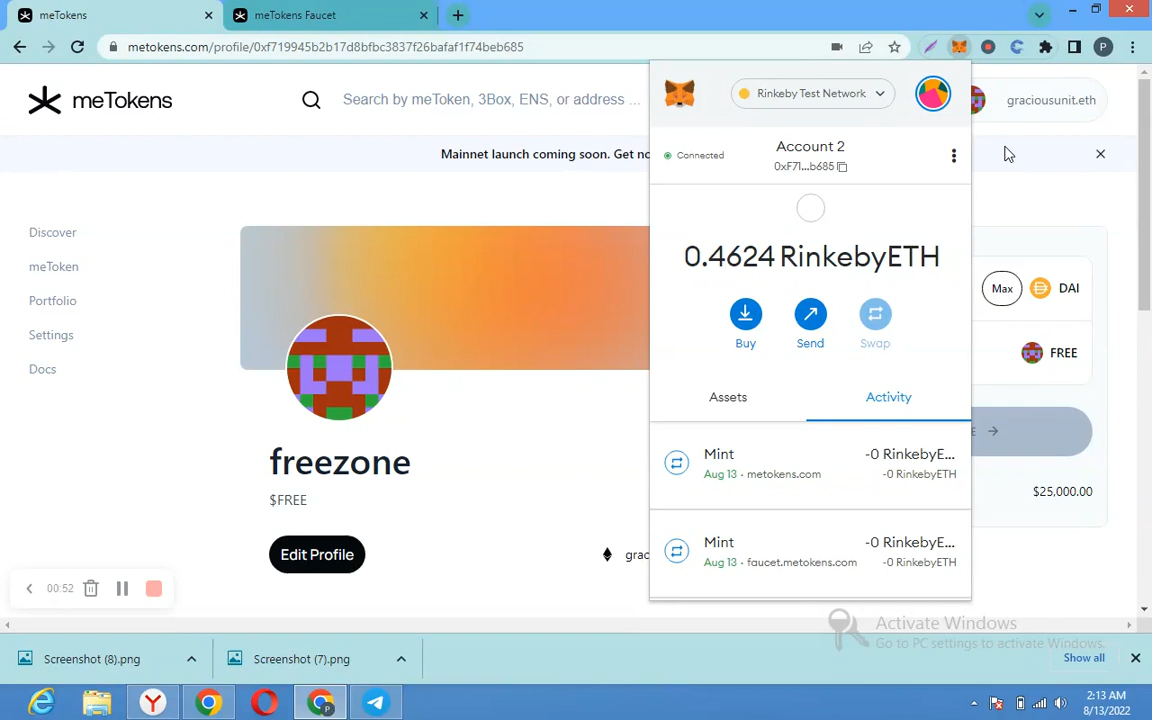 meTokens
meTokens Faucet
metokens.com/profile/0xf719945b2b17d8bfbc3837f26bafaf1f74beb685
P
meTokens
Search by meToken, 3Box, ENS, or address ...
Rinkeby Test Network
graciousunit.eth
Mainnet launch coming soon. Get no
Connected
Account 2
0xF71...b685
Discover
meToken
Portfolio
Settings
Docs
0.4624 RinkebyETH
Max
DAI
FREE
Buy
Send
Swap
Assets
Activity
freezone
$FREE
E
$25,000.00
Mint
-0 RinkebyE...
Aug 13 · metokens.com
-0 RinkebyETH
Mint
-0 RinkebyE...
Aug 13 · faucet.metokens.com
-0 RinkebyETH
Edit Profile
grac
00:52
Activate Windows
Go to PC settings to activate Windows.
Screenshot (8).png
Screenshot (7).png
Show all
2:13 AM
8/13/2022